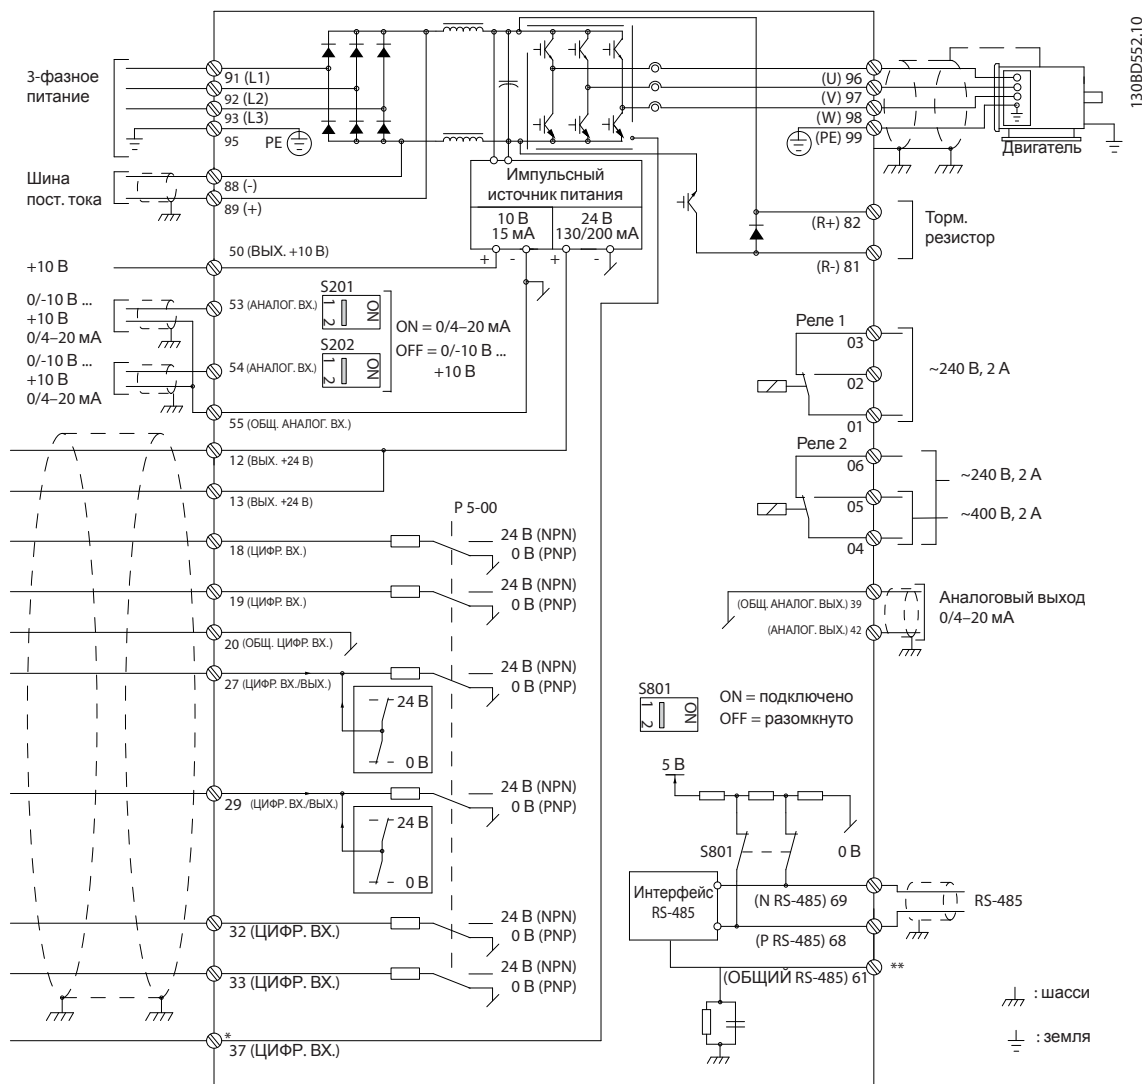 130BD552.10
3-фазное
питание
91 (L1)
92 (L2)
93 (L3)
95
PE
Шина
пост. тока
88 (-)
89 (+)
Импульсный
источник питания
10 В
15 мА
24 В
130/200 мА
+
-
+
-
(U) 96
(V) 97
(W) 98
(PE) 99
Двигатель
(R+) 82
(R-) 81
Торм.
резистор
+10 В
50 (ВЫХ. +10 В)
0/-10 В ...
+10 В
0/4–20 мА
53 (АНАЛОГ. ВХ.)
S201
1
2
ON
0/-10 В ...
+10 В
0/4–20 мА
54 (АНАЛОГ. ВХ.)
S202
1
2
ON
ON = 0/4–20 мА
OFF = 0/-10 В ...
+10 В
55 (ОБЩ. АНАЛОГ. ВХ.)
12 (ВЫХ. +24 В)
13 (ВЫХ. +24 В)
P 5-00
18 (ЦИФР. ВХ.)
24 В (NPN)
0 В (PNP)
19 (ЦИФР. ВХ.)
24 В (NPN)
0 В (PNP)
20 (ОБЩ. ЦИФР. ВХ.)
27 (ЦИФР. ВХ./ВЫХ.)
24 В (NPN)
0 В (PNP)
24 В
0 В
29 (ЦИФР. ВХ./ВЫХ.)
24 В (NPN)
0 В (PNP)
24 В
0 В
32 (ЦИФР. ВХ.)
24 В (NPN)
0 В (PNP)
33 (ЦИФР. ВХ.)
24 В (NPN)
0 В (PNP)
*
37 (ЦИФР. ВХ.)
Реле 1
03
02
01
~240 В, 2 А
Реле 2
06
05
04
~240 В, 2 А
~400 В, 2 А
(ОБЩ. АНАЛОГ. ВЫХ.) 39
(АНАЛОГ. ВЫХ.) 42
Аналоговый выход
0/4–20 мА
S801
1
2
ON
ON = подключено
OFF = разомкнуто
5 В
S801
0 В
Интерфейс
RS-485
(N RS-485) 69
(P RS-485) 68
RS-485
(ОБЩИЙ RS-485) 61
**
: шасси
: земля